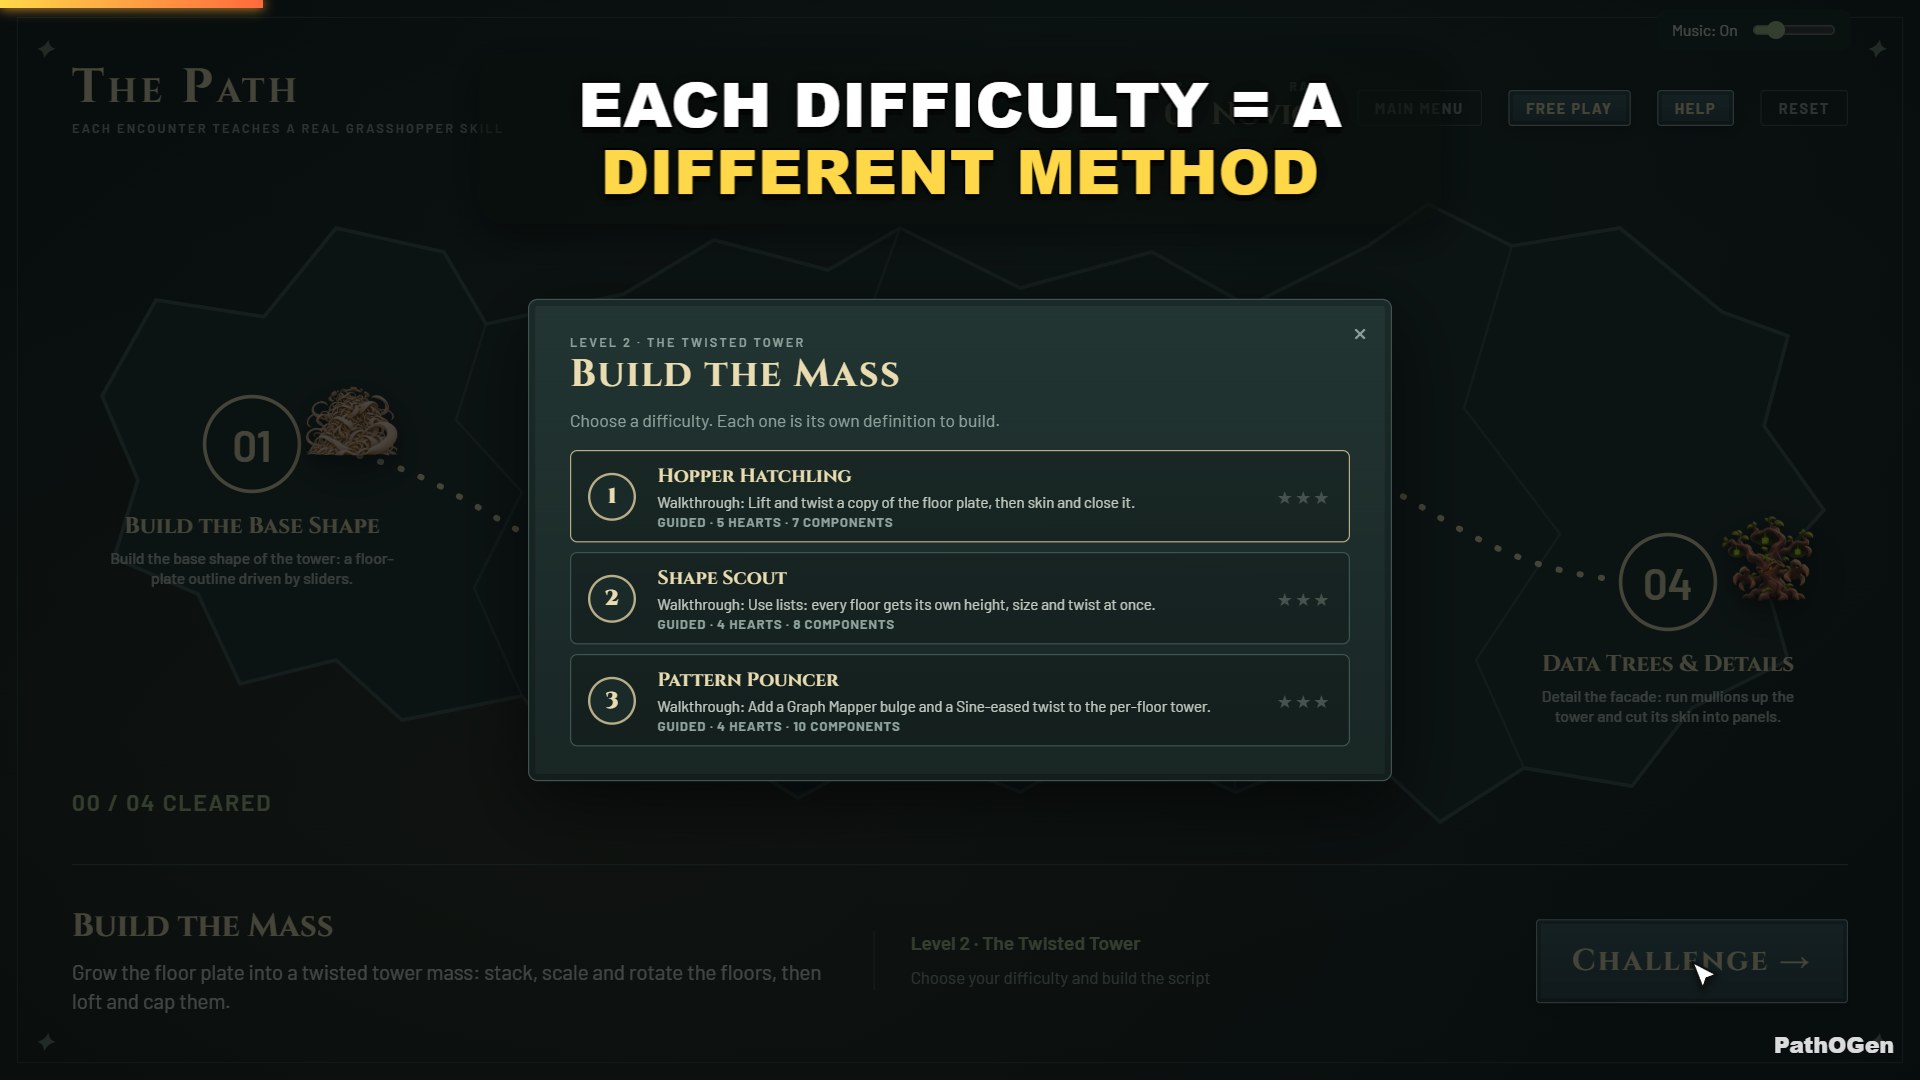 Music: On
THE PATH
EACH ENCOUNTER TEACHES A REAL GRASSHOPPER SKILL
EACH DIFFICULTY = A
DIFFERENT METHOD
MAIN MENU
FREE PLAY
HELP
RESET
LEVEL 2 · THE TWISTED TOWER
BUILD THE MASS
Choose a difficulty. Each one is its own definition to build.
1
HOPPER HATCHLING
Walkthrough: Lift and twist a copy of the floor plate, then skin and close it.
GUIDED · 5 HEARTS · 7 COMPONENTS
2
SHAPE SCOUT
Walkthrough: Use lists: every floor gets its own height, size and twist at once.
GUIDED · 4 HEARTS · 8 COMPONENTS
3
PATTERN POUNCER
Walkthrough: Add a Graph Mapper bulge and a Sine-eased twist to the per-floor tower.
GUIDED · 4 HEARTS · 10 COMPONENTS
01
BUILD THE BASE SHAPE
Build the base shape of the tower: a floor-
plate outline driven by sliders.
04
DATA TREES & DETAILS
Detail the facade: run mullions up the
tower and cut its skin into panels.
00 / 04 CLEARED
BUILD THE MASS
Grow the floor plate into a twisted tower mass: stack, scale and rotate the floors, then
loft and cap them.
Level 2 · The Twisted Tower
Choose your difficulty and build the script
CHALLENGE →
PathOGen